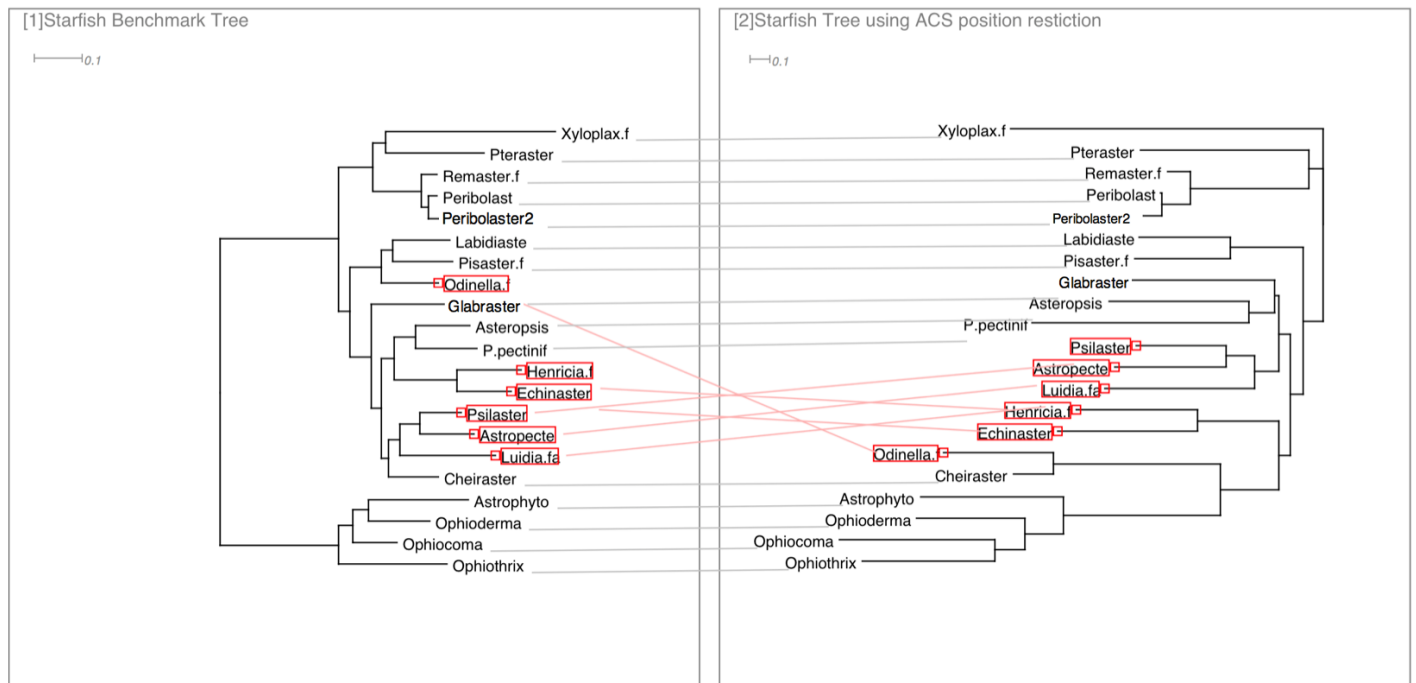 [1]Starfish Benchmark Tree
0.1
Xyloplax.f
Pteraster
Remaster.f
Peribolast
Peribolaster2
Labidiaste
Pisaster.f
Odinella.f
Glabraster
Asteropsis
P.pectinif
Henricia.f
Echinaster
Psilaster
Astropecte
Luidia.fa
Cheiraster
Astrophyto
Ophioderma
Ophiocoma
Ophiothrix
[2]Starfish Tree using ACS position restiction
0.1
Xyloplax.f
Pteraster
Remaster.f
Peribolast
Peribolaster2
Labidiaste
Pisaster.f
Glabraster
Asteropsis
P.pectinif
Psilaster
Astropecte
Luidia.fa
Henricia.f
Echinaster
Odinella.f
Cheiraster
Astrophyto
Ophioderma
Ophiocoma
Ophiothrix